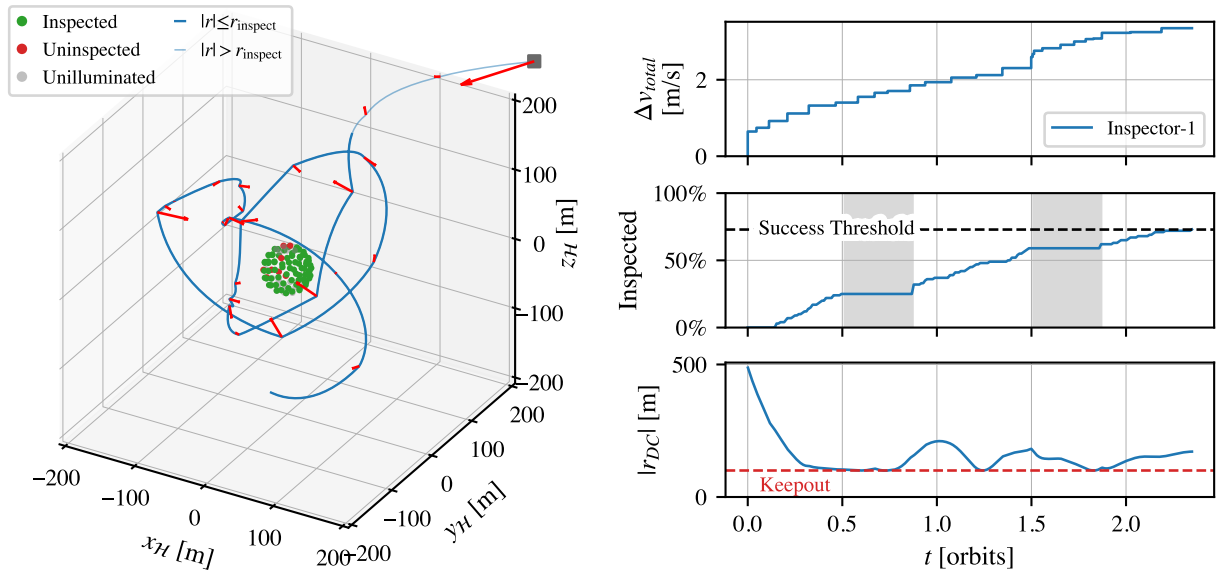 Inspected
Uninspected
Unilluminated
|r|≤r_inspect
|r| > r_inspect
200
100
0
−100
−200
z_ℋ [m]
200
100
0
−100
−200
y_ℋ [m]
−200
−100
0
100
200
x_ℋ [m]
Δv_total
[m/s]
2
0
Inspector-1
Inspected
100%
50%
0%
Success Threshold
|r_DC| [m]
500
0
Keepout
0.0
0.5
1.0
1.5
2.0
t [orbits]